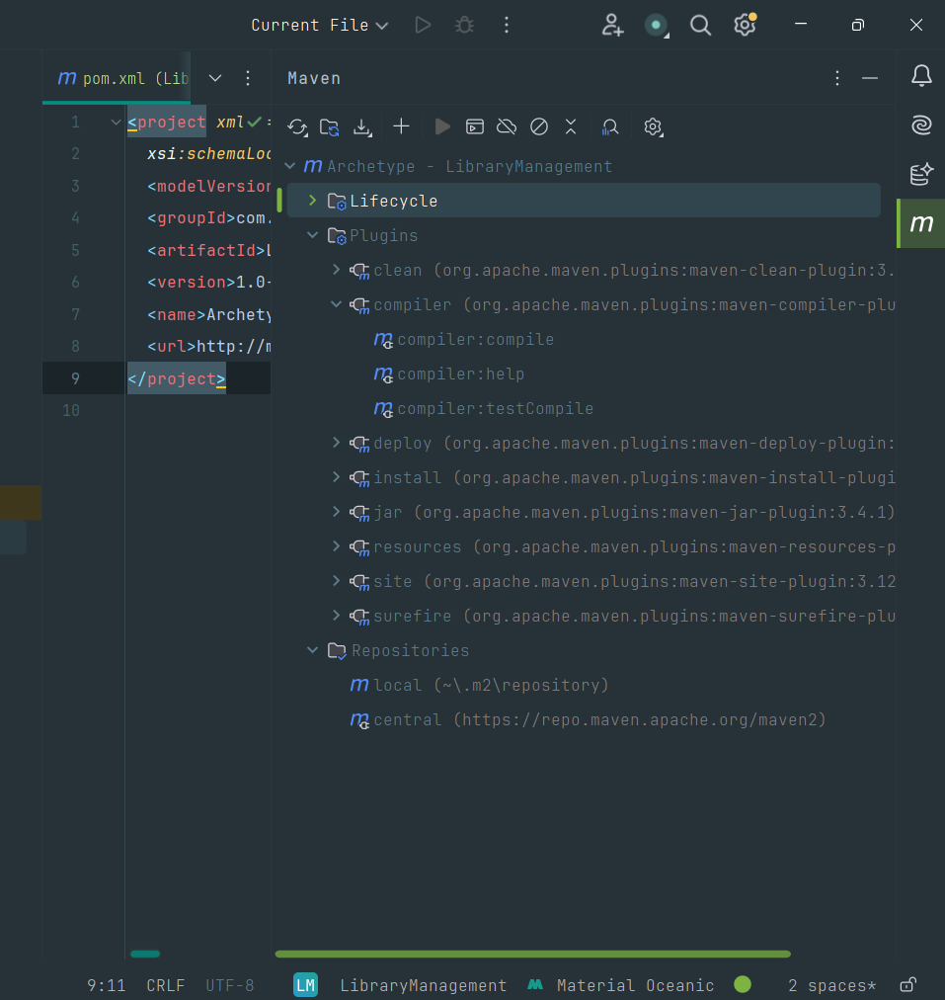 Current File
pom.xml (Lib
Maven
1 <project xml =
2 xsi:schemaLoc
3 <modelVersion
4 <groupId>com.
5 <artifactId>L
6 <version>1.0-
7 <name>Archety
8 <url>http://m
9 </project>
10
m Archetype - LibraryManagement
Lifecycle
Plugins
clean (org.apache.maven.plugins:maven-clean-plugin:3.
compiler (org.apache.maven.plugins:maven-compiler-plu
compiler:compile
compiler:help
compiler:testCompile
deploy (org.apache.maven.plugins:maven-deploy-plugin:
install (org.apache.maven.plugins:maven-install-plugi
jar (org.apache.maven.plugins:maven-jar-plugin:3.4.1)
resources (org.apache.maven.plugins:maven-resources-p
site (org.apache.maven.plugins:maven-site-plugin:3.12
surefire (org.apache.maven.plugins:maven-surefire-plu
Repositories
local (~\.m2\repository)
central (https://repo.maven.apache.org/maven2)
m
9:11 CRLF UTF-8 LM LibraryManagement Material Oceanic 2 spaces*